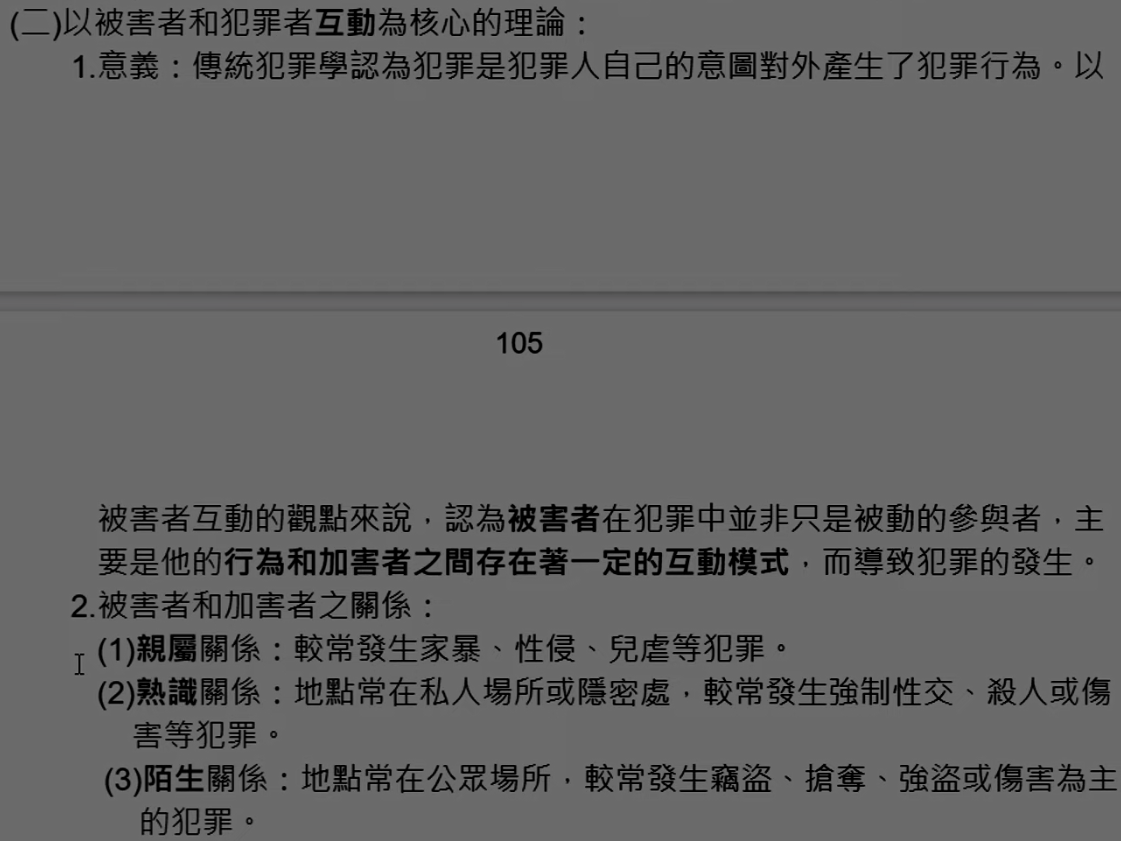 (二)以被害者和犯罪者互動為核心的理論：
1.意義：傳統犯罪學認為犯罪是犯罪人自己的意圖對外產生了犯罪行為。以
105
被害者互動的觀點來說，認為被害者在犯罪中並非只是被動的參與者，主
要是他的行為和加害者之間存在著一定的互動模式，而導致犯罪的發生。
2.被害者和加害者之關係：
(1)親屬關係：較常發生家暴、性侵、兒虐等犯罪。
(2)熟識關係：地點常在私人場所或隱密處，較常發生強制性交、殺人或傷
害等犯罪。
(3)陌生關係：地點常在公眾場所，較常發生竊盜、搶奪、強盜或傷害為主
的犯罪。